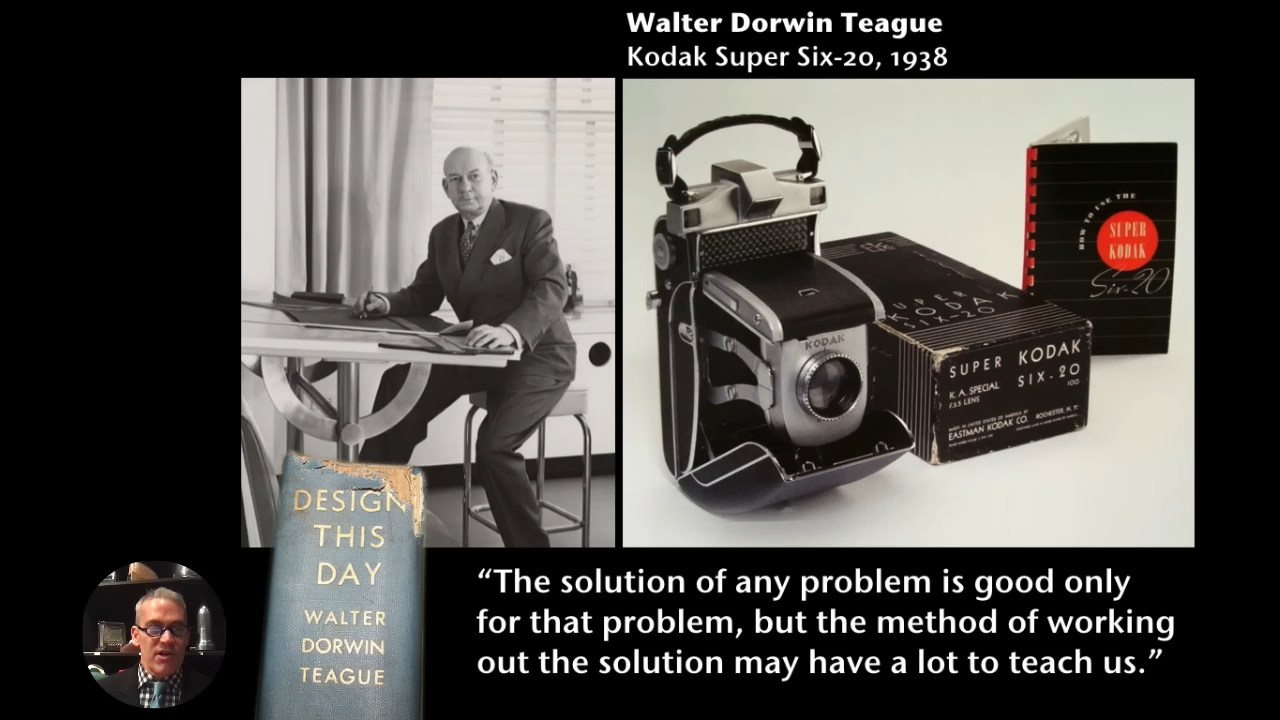 Walter Dorwin Teague
Kodak Super Six-20, 1938
HOW TO USE THE
SUPER
KODAK
Six-20
SUPER
KODAK
SIX-20
KODAK
SUPER KODAK
SIX-20
K.A. SPECIAL
LENS
EASTMAN KODAK CO. ROCHESTER, N.Y.
DESIGN
THIS
DAY
WALTER
DORWIN
TEAGUE
“The solution of any problem is good only
for that problem, but the method of working
out the solution may have a lot to teach us.”